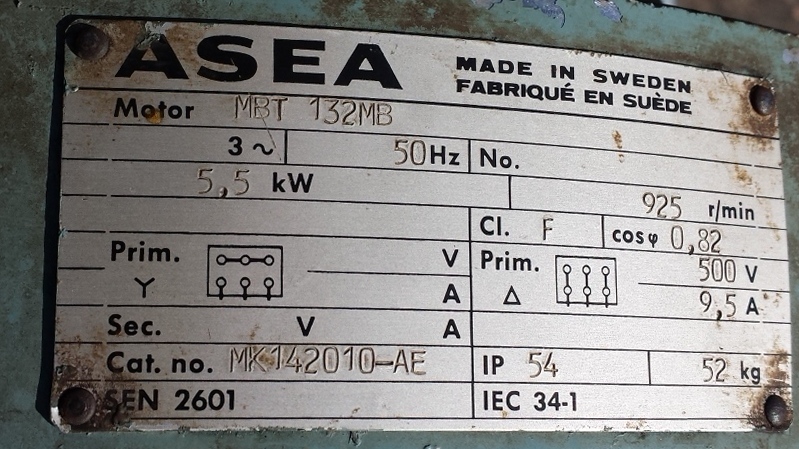 ASEA MADE IN SWEDEN
FABRIQUÉ EN SUÈDE
Motor MBT 132MB
3 ~ 50 Hz No.
5,5 kW
925 r/min
Cl. F cosφ 0,82
Prim. V Prim. 500 V
Y A Δ 9,5 A
Sec. V A
Cat. no. MK142010-AE IP 54 52 kg
SEN 2601 IEC 34-1